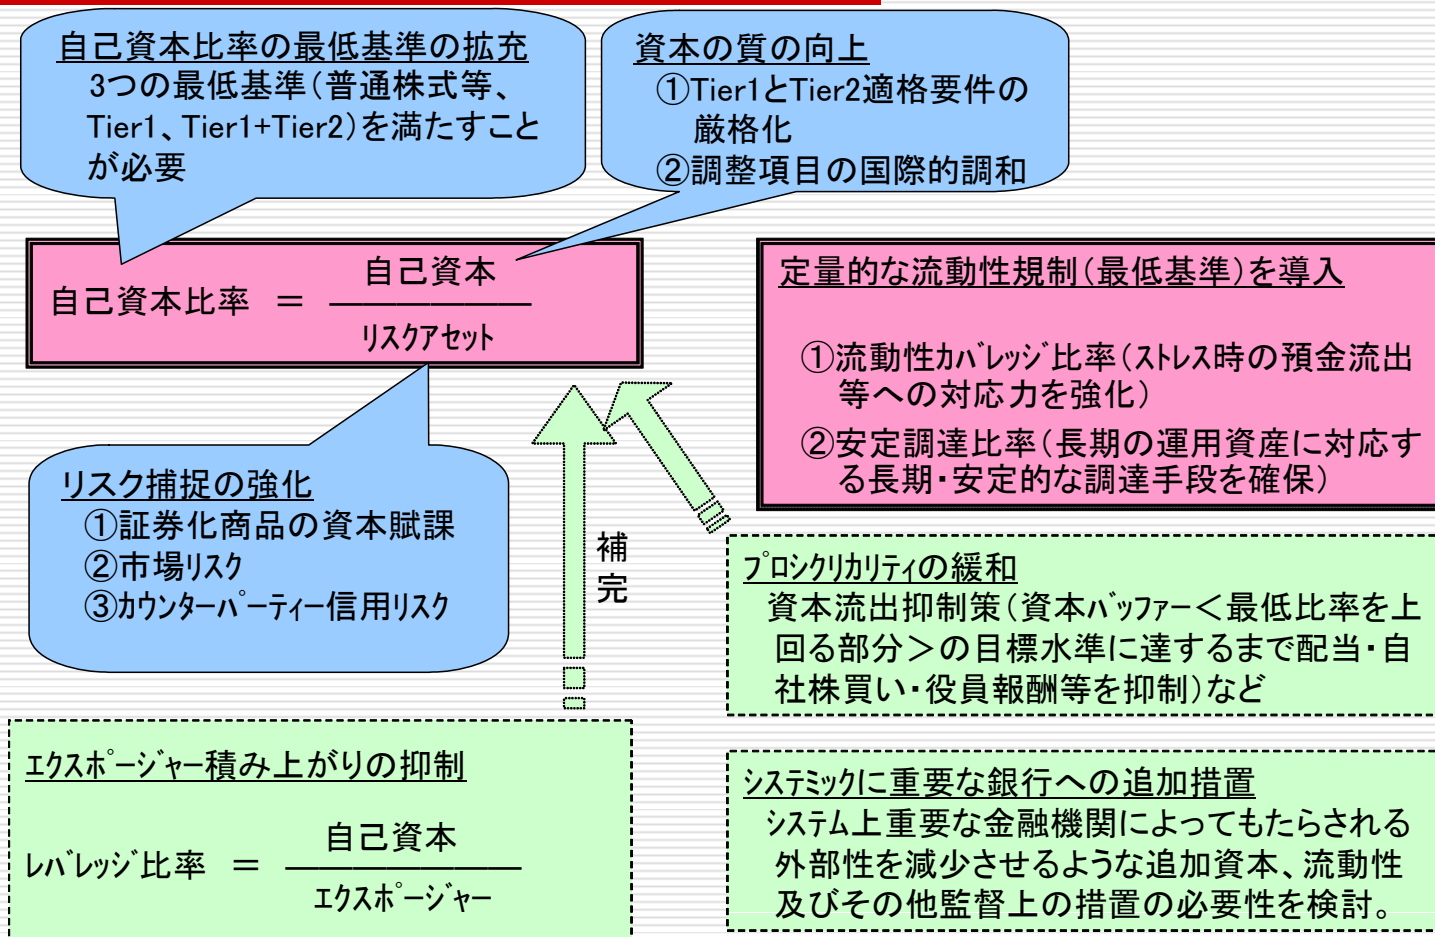 自己資本比率の最低基準の拡充
3つの最低基準(普通株式等、
Tier1、Tier1+Tier2)を満たすこと
が必要
資本の質の向上
①Tier1とTier2適格要件の
厳格化
②調整項目の国際的調和
自己資本比率 = 自己資本
リスクアセット
定量的な流動性規制(最低基準)を導入
①流動性カバレッジ比率(ストレス時の預金流出
等への対応力を強化)
②安定調達比率(長期の運用資産に対応す
る長期・安定的な調達手段を確保)
リスク捕捉の強化
①証券化商品の資本賦課
②市場リスク
③カウンターパーティー信用リスク
補
完
プロシクリカリティの緩和
資本流出抑制策(資本バッファー<最低比率を上
回る部分>の目標水準に達するまで配当・自
社株買い・役員報酬等を抑制)など
エクスポージャー積み上がりの抑制
レバレッジ比率 = 自己資本
エクスポージャー
システミックに重要な銀行への追加措置
システム上重要な金融機関によってもたらされる
外部性を減少させるような追加資本、流動性
及びその他監督上の措置の必要性を検討。